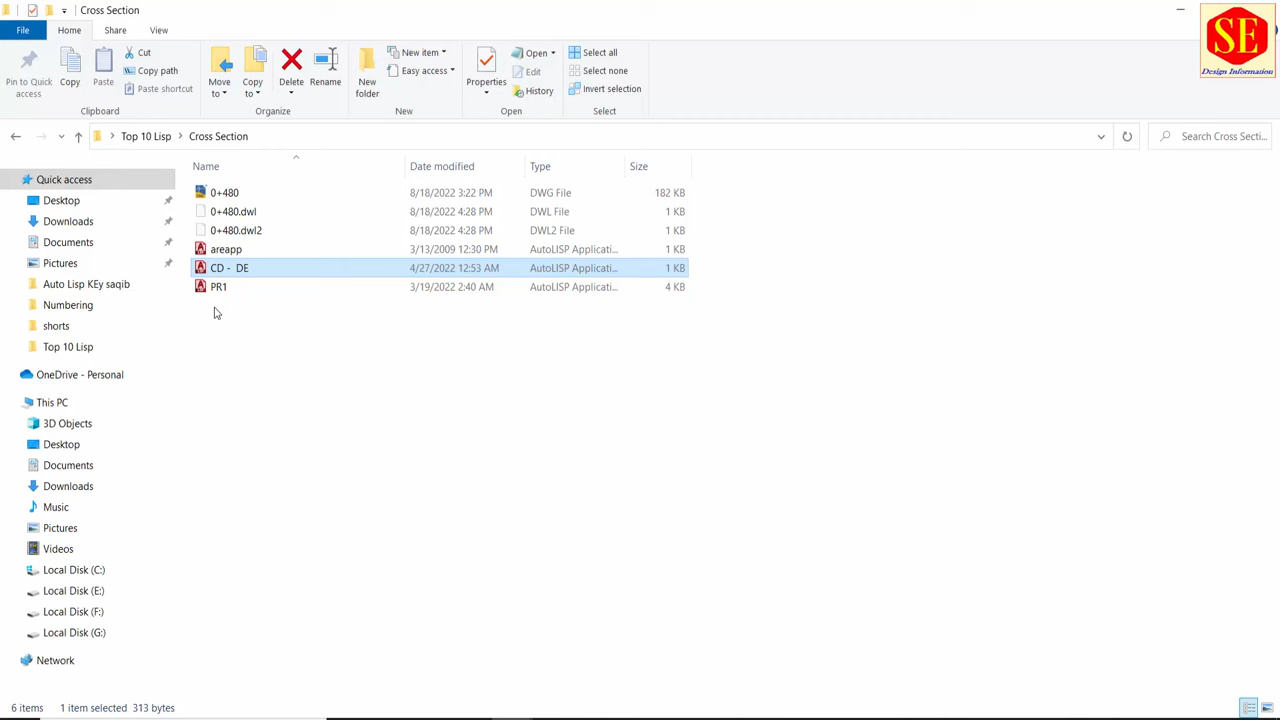 Cross Section
File Home Share View
Pin to Quick access
Copy
Paste
Cut
Copy path
Paste shortcut
Clipboard
Move to
Copy to
Delete
Rename
Organize
New folder
New item
Easy access
New
Properties
Open
Edit
History
Open
Select all
Select none
Invert selection
Select
SE
Design Information
Top 10 Lisp > Cross Section
Search Cross Secti...
Name Date modified Type Size
0+480 8/18/2022 3:22 PM DWG File 182 KB
0+480.dwl 8/18/2022 4:28 PM DWL File 1 KB
0+480.dwl2 8/18/2022 4:28 PM DWL2 File 1 KB
areapp 3/13/2009 12:30 PM AutoLISP Applicati... 1 KB
CD - DE 4/27/2022 12:53 AM AutoLISP Applicati... 1 KB
PR1 3/19/2022 2:40 AM AutoLISP Applicati... 4 KB
Quick access
Desktop
Downloads
Documents
Pictures
Auto Lisp KEy saqib
Numbering
shorts
Top 10 Lisp
OneDrive - Personal
This PC
3D Objects
Desktop
Documents
Downloads
Music
Pictures
Videos
Local Disk (C:)
Local Disk (E:)
Local Disk (F:)
Local Disk (G:)
Network
6 items 1 item selected 313 bytes